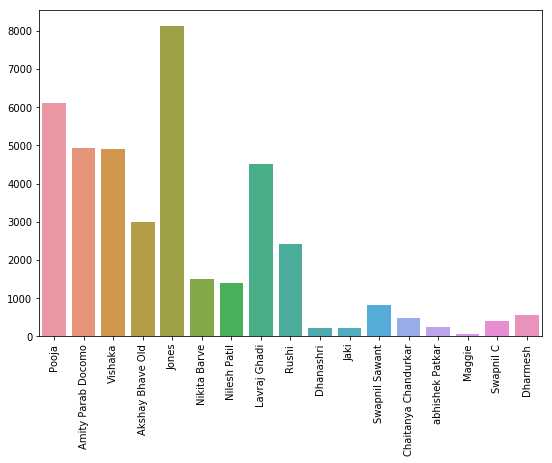 8000
7000
6000
5000
4000
3000
2000
1000
0
Pooja
Amity Parab Docomo
Vishaka
Akshay Bhave Old
Jones
Nikita Barve
Nilesh Patil
Lavraj Ghadi
Rushi
Dhanashri
Jaki
Swapnil Sawant
Chaitanya Chandurkar
abhishek Patkar
Maggie
Swapnil C
Dharmesh